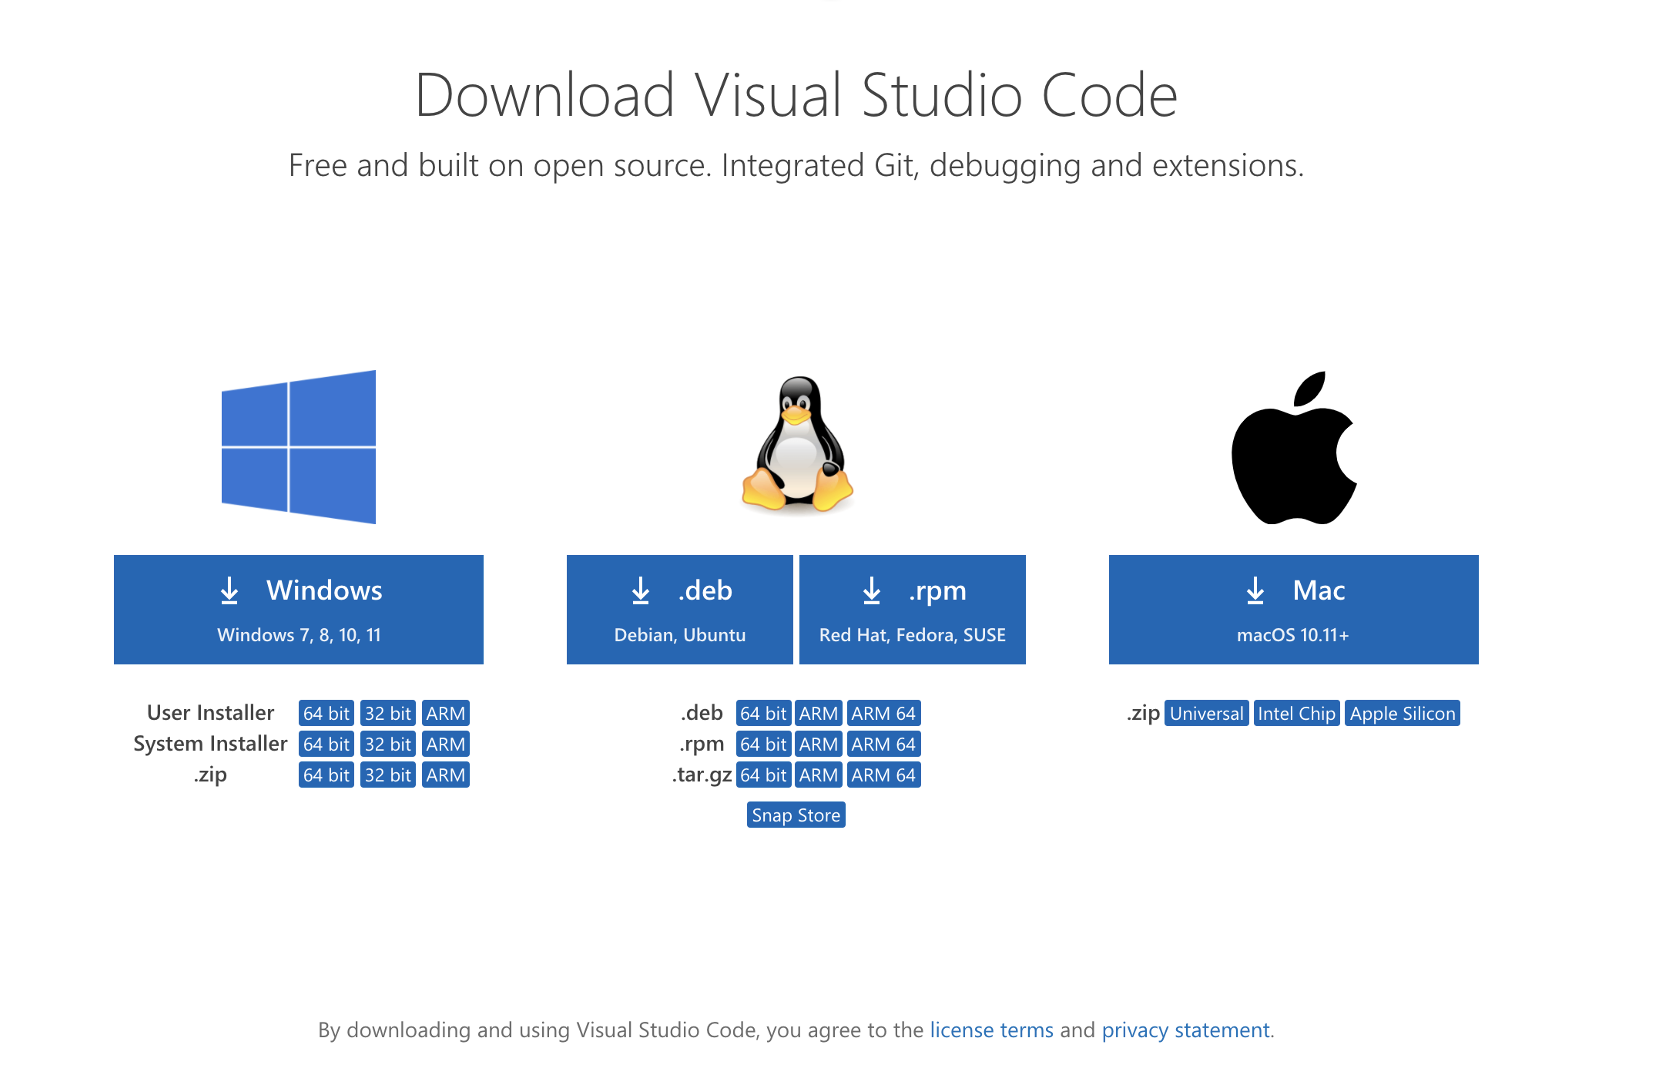 Download Visual Studio Code
Free and built on open source. Integrated Git, debugging and extensions.
Windows
Windows 7, 8, 10, 11
User Installer 64 bit 32 bit ARM
System Installer 64 bit 32 bit ARM
.zip 64 bit 32 bit ARM
.deb
Debian, Ubuntu
.rpm
Red Hat, Fedora, SUSE
.deb 64 bit ARM ARM 64
.rpm 64 bit ARM ARM 64
.tar.gz 64 bit ARM ARM 64
Snap Store
Mac
macOS 10.11+
.zip Universal Intel Chip Apple Silicon
By downloading and using Visual Studio Code, you agree to the license terms and privacy statement.